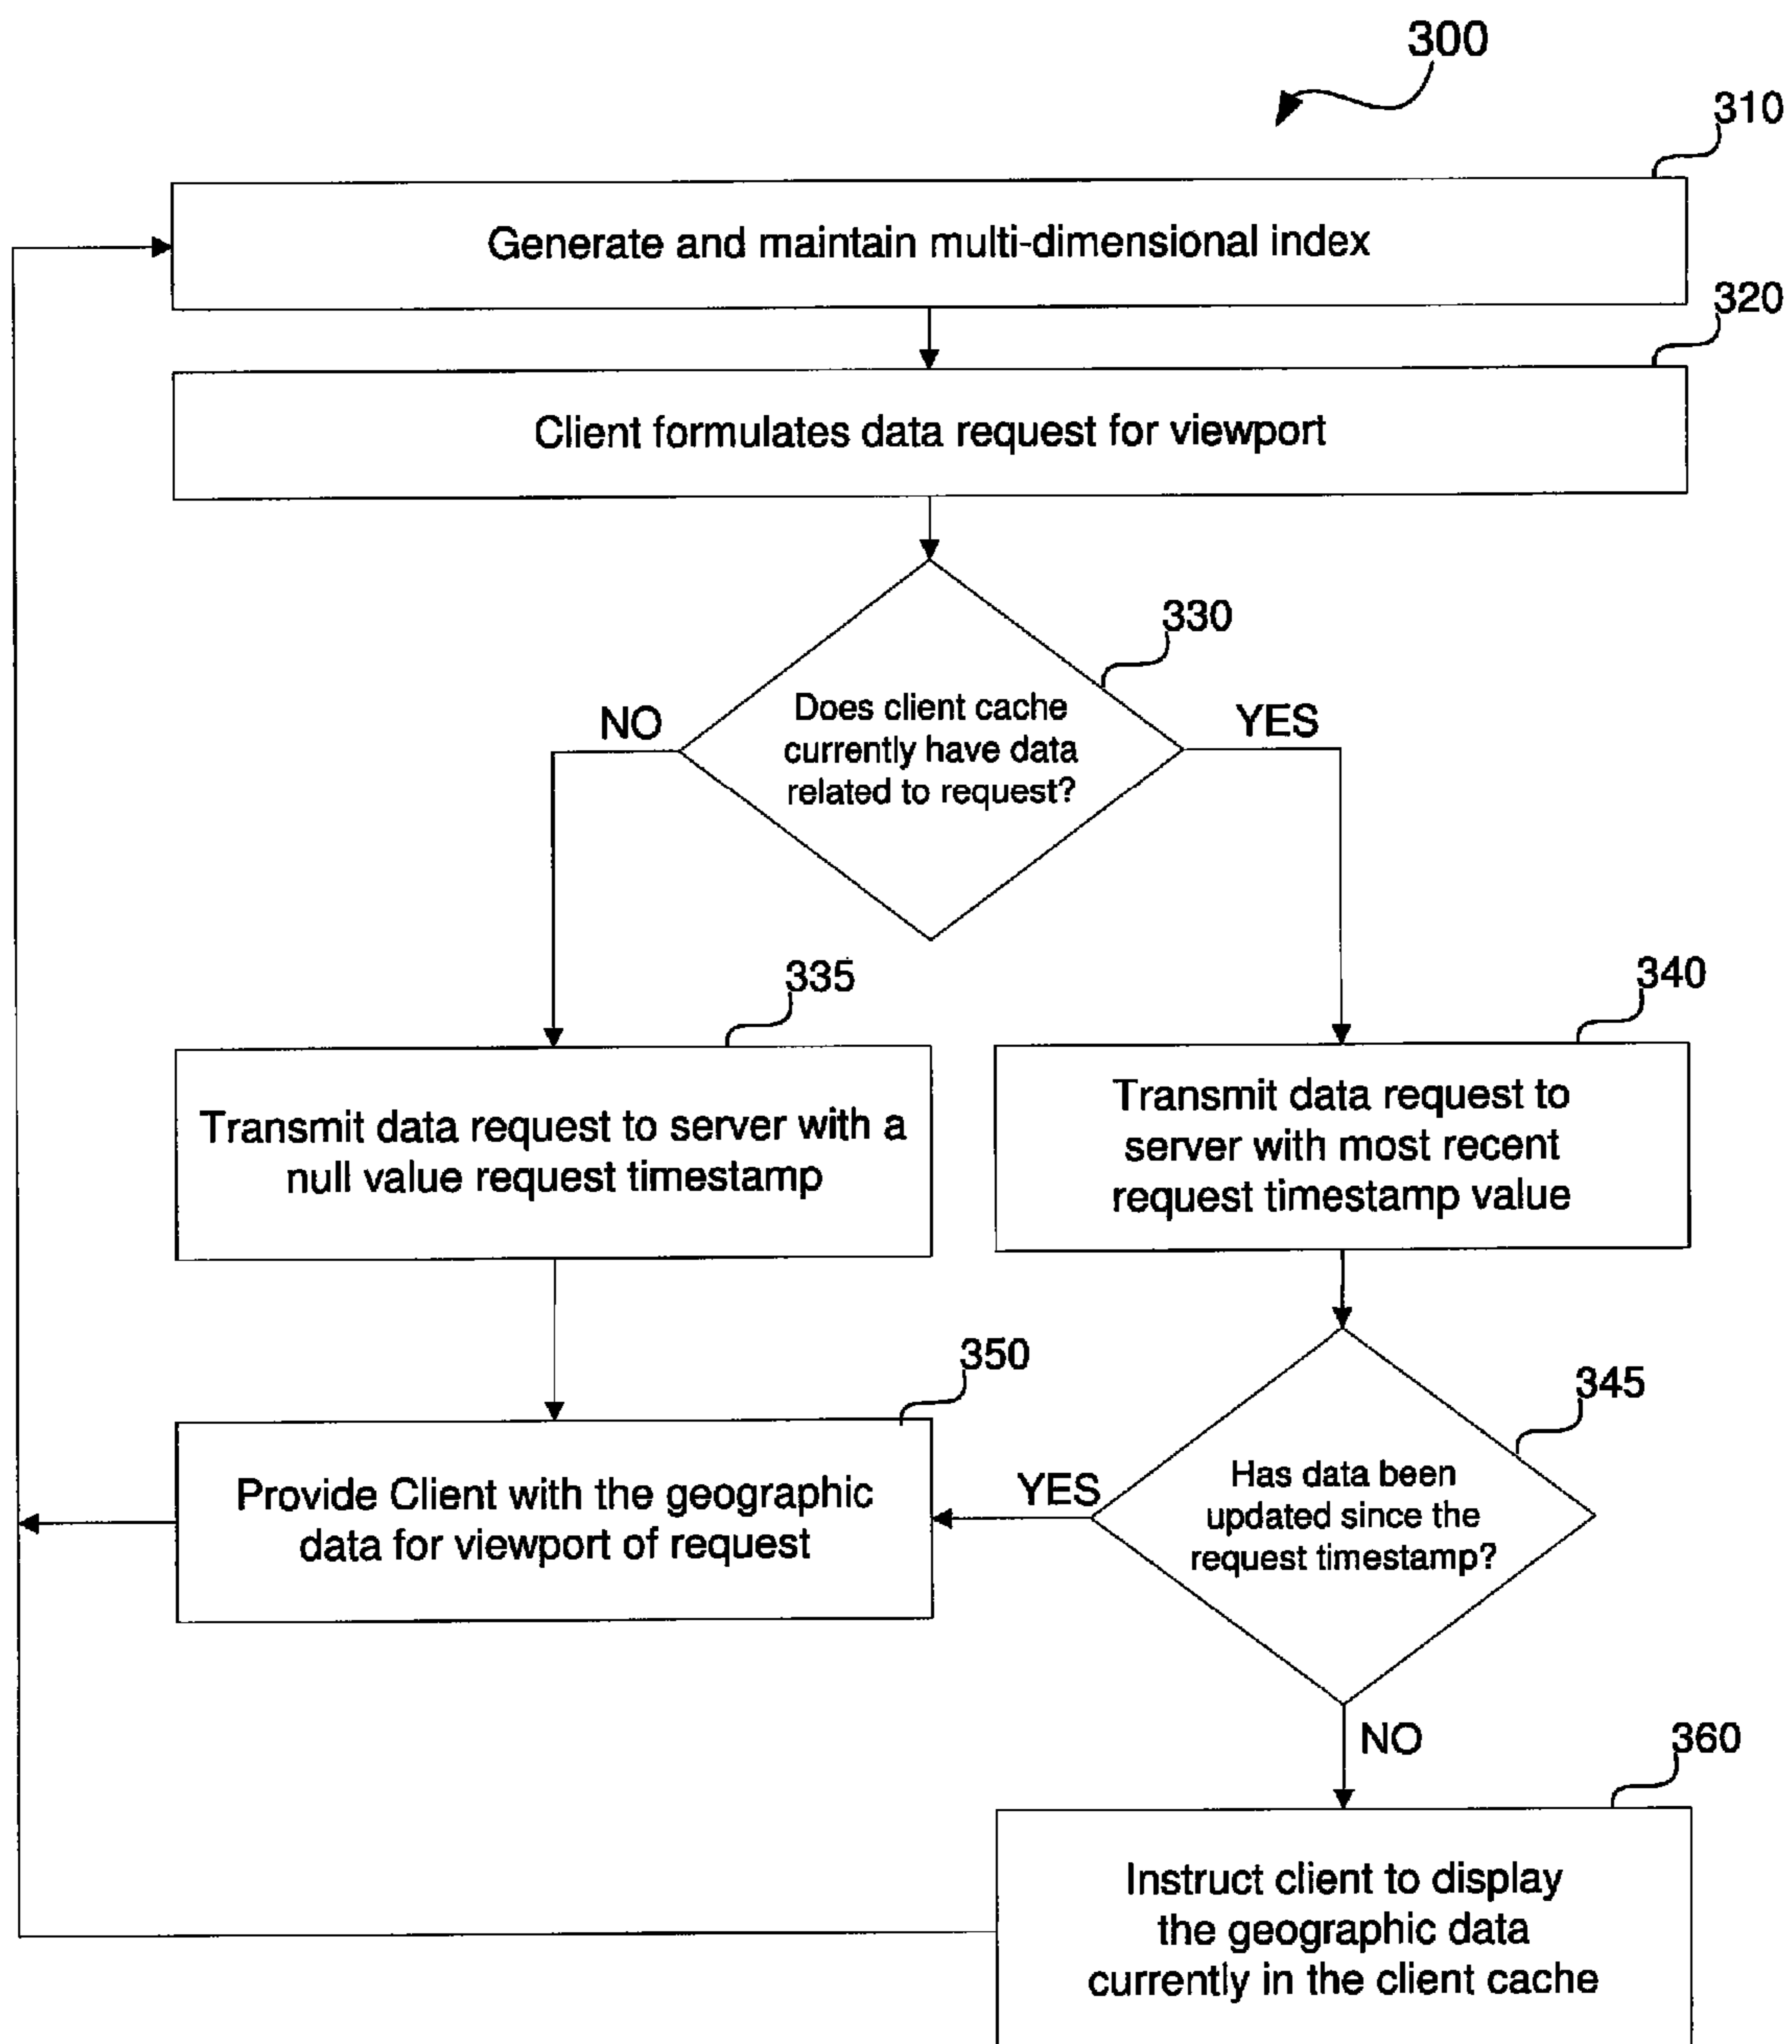 300
310
Generate and maintain multi-dimensional index
320
Client formulates data request for viewport
330
Does client cache
currently have data
related to request?
NO
YES
335
340
Transmit data request to server with a
null value request timestamp
Transmit data request to
server with most recent
request timestamp value
350
345
Provide Client with the geographic
data for viewport of request
YES
Has data been
updated since the
request timestamp?
NO
360
Instruct client to display
the geographic data
currently in the client cache